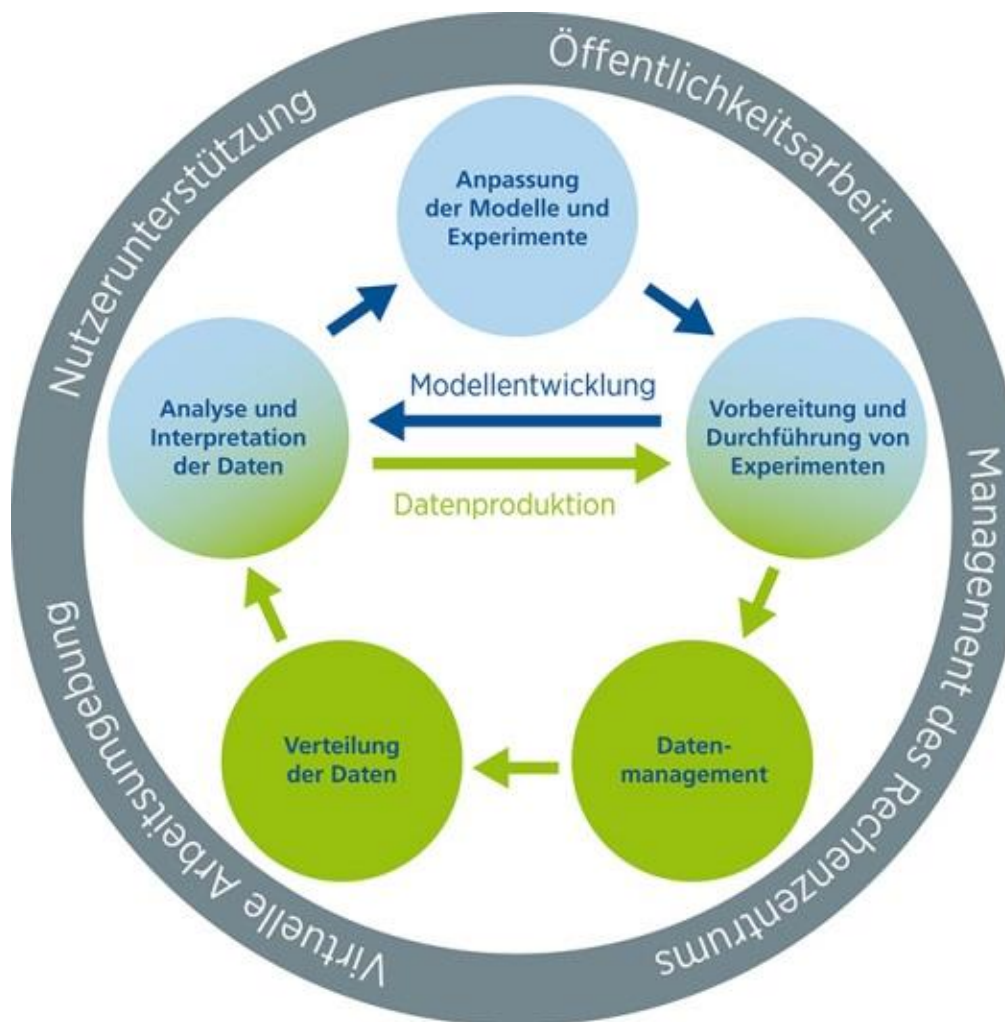 Nutzerunterstützung
Öffentlichkeitsarbeit
Anpassung
der Modelle und
Experimente
Modellentwicklung
Analyse und
Interpretation
der Daten
Vorbereitung und
Durchführung von
Experimenten
Datenproduktion
Management des Rechenzentrums
Virtuelle Arbeitsumgebung
Verteilung
der Daten
Daten-
management